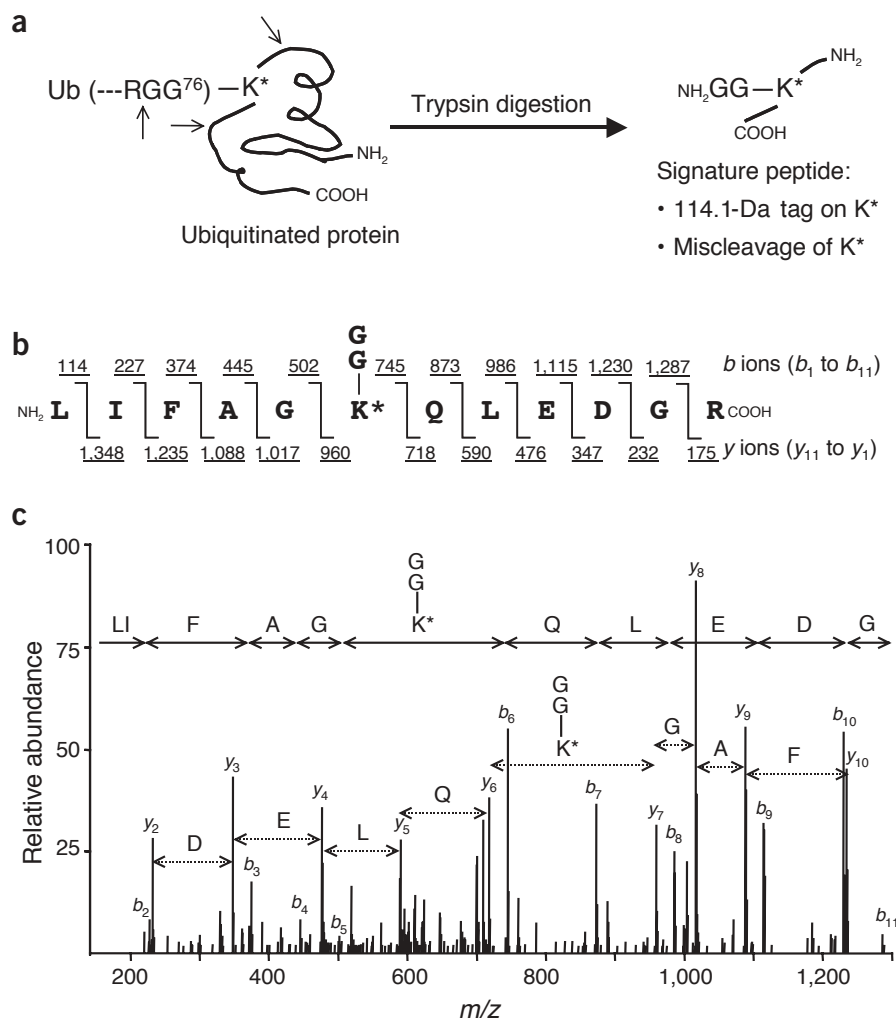 a
Ub (---RGG⁷⁶) —K*
NH₂
COOH
Ubiquitinated protein
Trypsin digestion
NH₂GG—K*
NH₂
COOH
Signature peptide:
• 114.1-Da tag on K*
• Miscleavage of K*
b
G
G
114 227 374 445 502 745 873 986 1,115 1,230 1,287 b ions (b₁ to b₁₁)
NH₂ L I F A G K* Q L E D G R COOH
1,348 1,235 1,088 1,017 960 718 590 476 347 232 175 y ions (y₁₁ to y₁)
c
Relative abundance
100
75
50
25
G
G
LI F A G K* Q L E D G
G
G
K*
G
A
F
D
E
L
Q
b₂
y₂
y₃
b₃
b₄
y₄
b₅
y₅
y₆
b₆
b₇
y₇
b₈
y₈
y₉
b₉
b₁₀
y₁₀
b₁₁
200 400 600 800 1,000 1,200
m/z